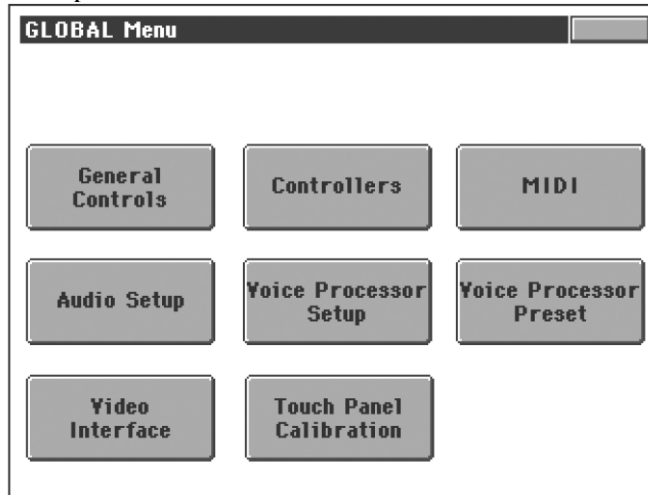 GLOBAL Menu
General
Controls
Controllers
MIDI
Audio Setup
Voice Processor
Setup
Voice Processor
Preset
Video
Interface
Touch Panel
Calibration